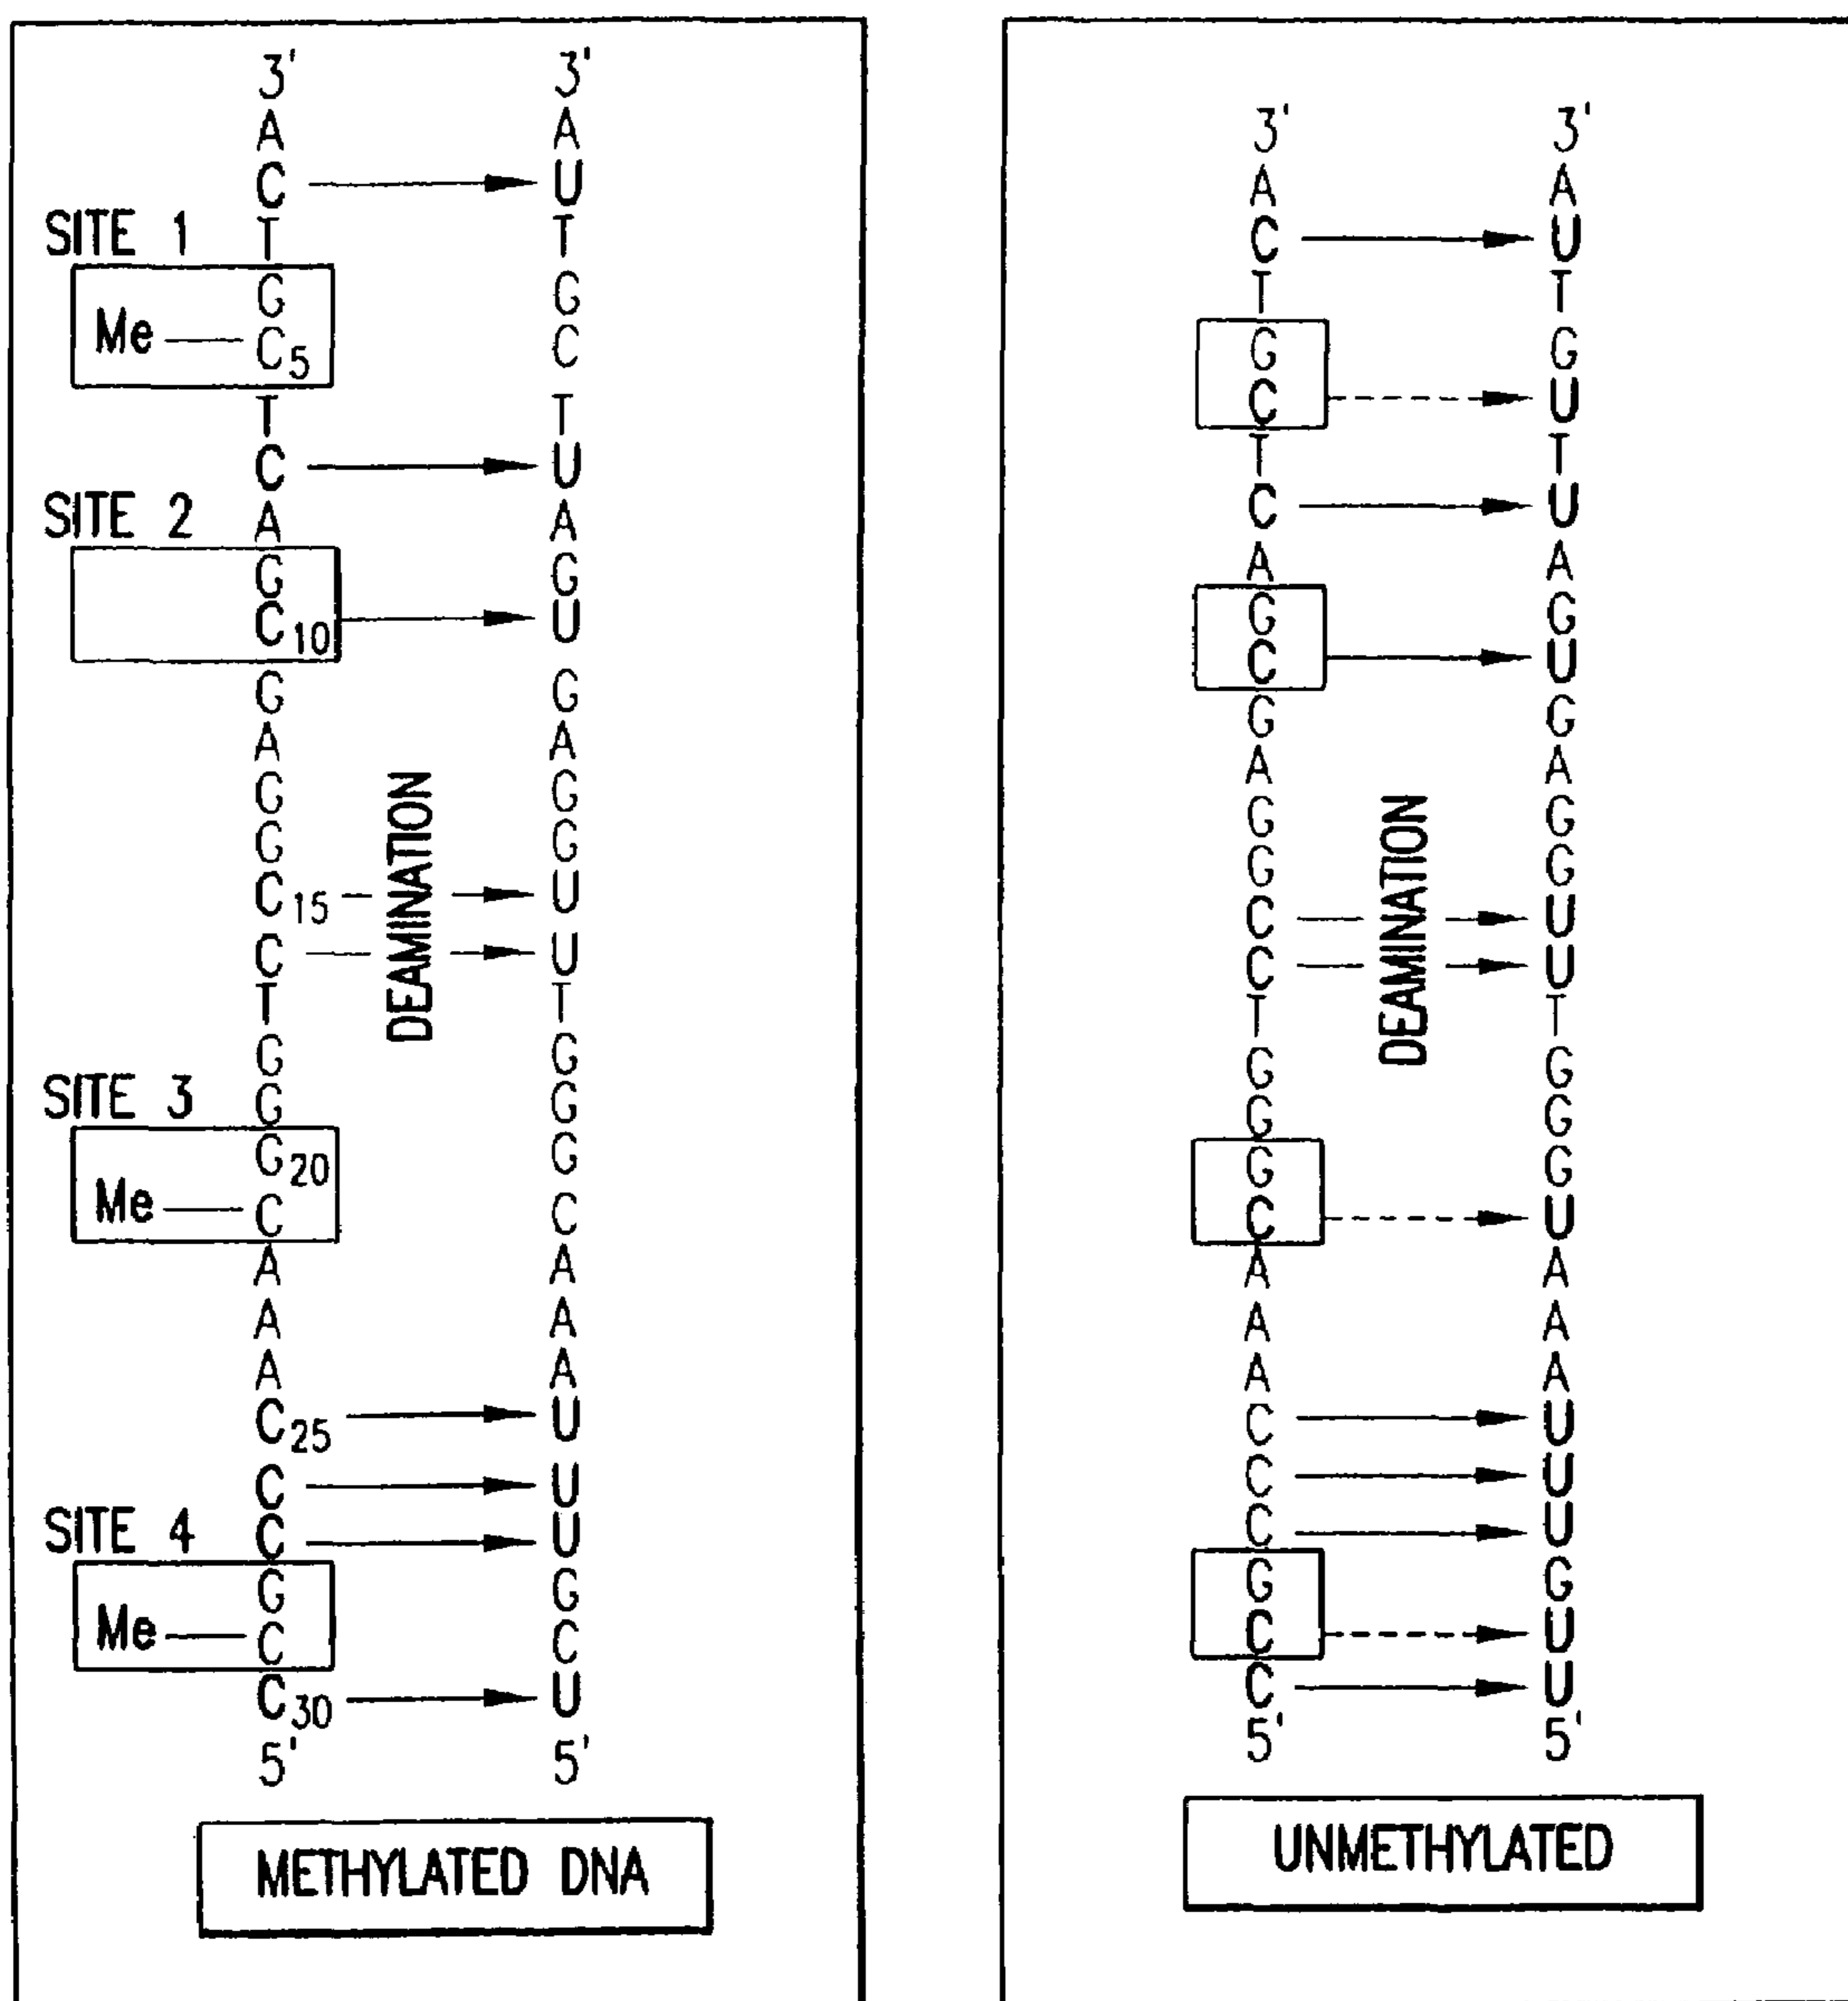 3' 3'
A A
C U
SITE 1 T T
G G
Me C5 C
T T
C U
SITE 2 A A
G G
C10 U
G G
A A
G G
G G
C15 U
C U
DEAMINATION
T T
G G
SITE 3 G G
G20 G
Me C C
A A
A A
A A
C25 U
C U
SITE 4 C U
G G
Me C C
C30 U
5' 5'
METHYLATED DNA
3' 3'
A A
C U
T T
G G
C U
T T
C U
A A
G G
C U
G G
A A
G G
G G
C U
C U
DEAMINATION
T T
G G
G G
G G
C U
A A
A A
A A
C U
C U
C U
G G
C U
C U
5' 5'
UNMETHYLATED